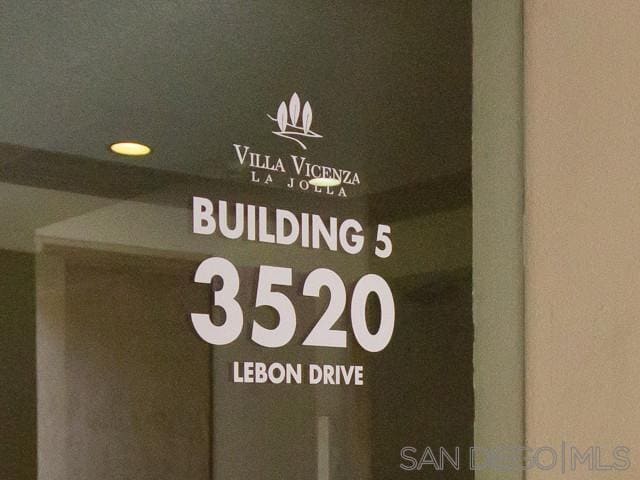 VILLA VICENZA
LA JOLLA
BUILDING 5
3520
LEBON DRIVE
SAN DIEGO|MLS